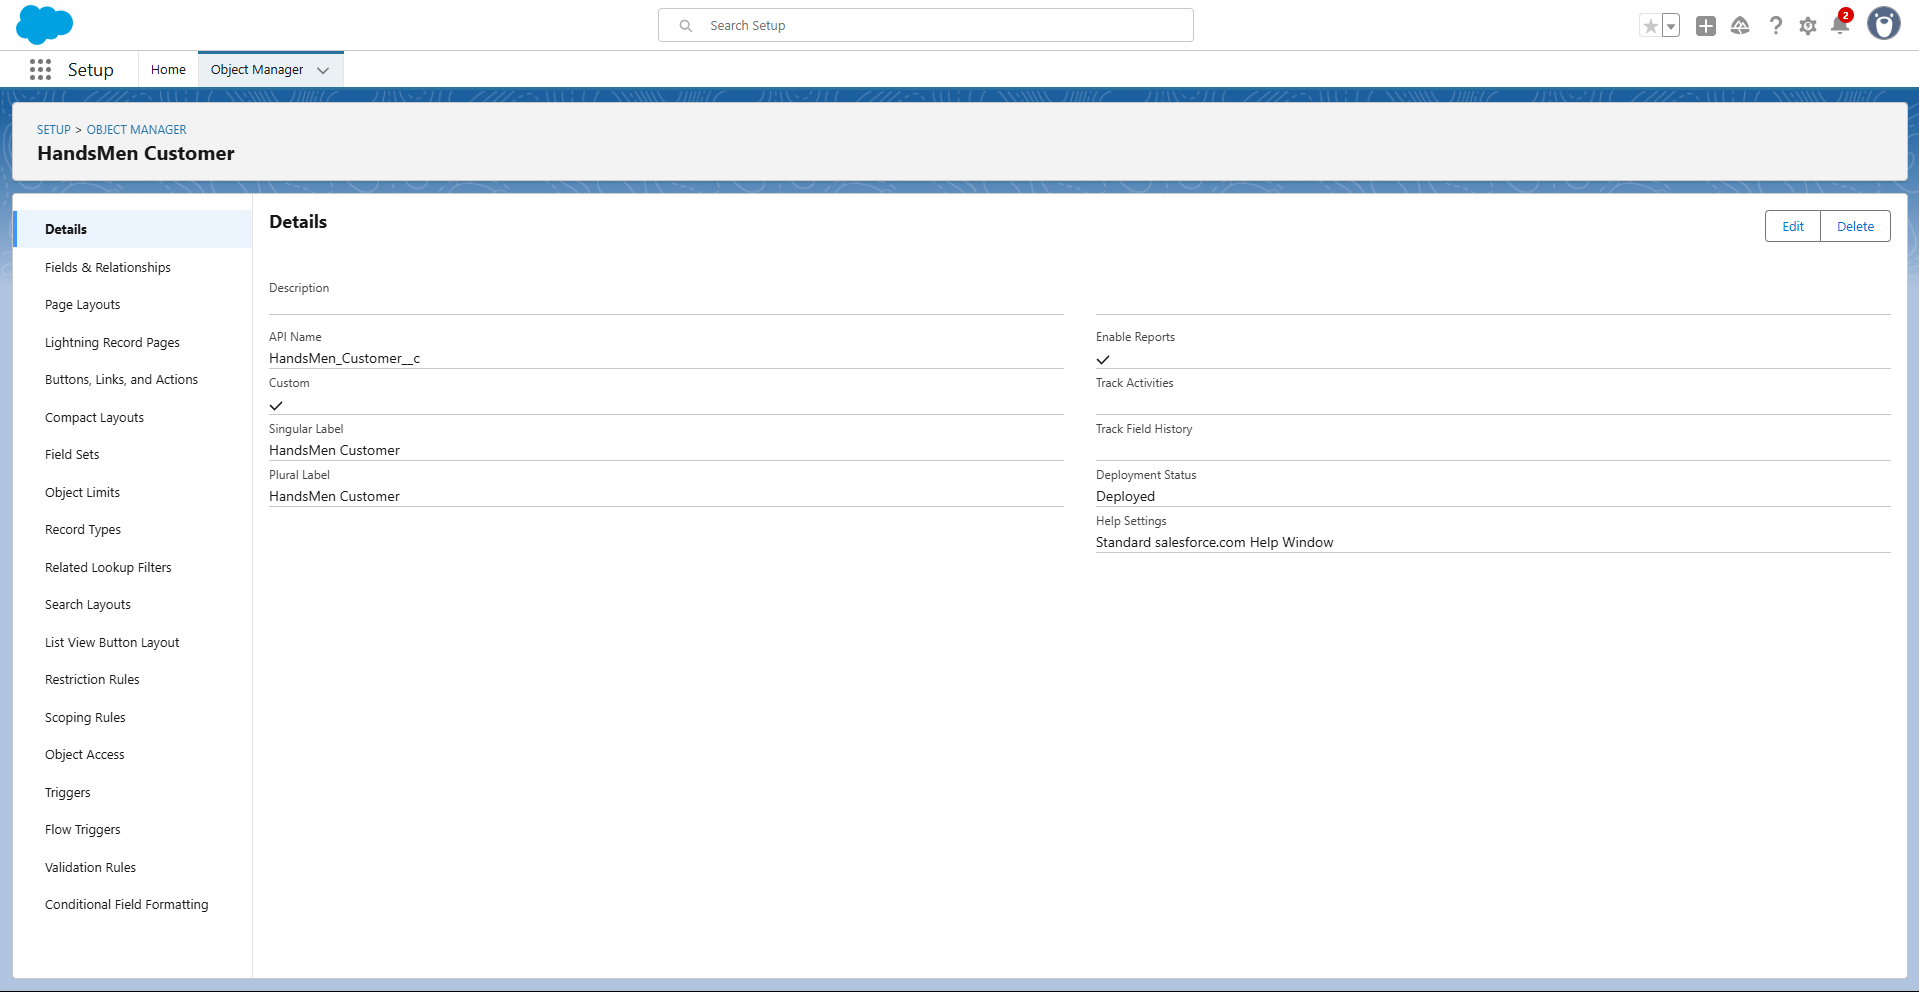 Search Setup
2
Setup
Home
Object Manager
SETUP > OBJECT MANAGER
HandsMen Customer
Details
Fields & Relationships
Page Layouts
Lightning Record Pages
Buttons, Links, and Actions
Compact Layouts
Field Sets
Object Limits
Record Types
Related Lookup Filters
Search Layouts
List View Button Layout
Restriction Rules
Scoping Rules
Object Access
Triggers
Flow Triggers
Validation Rules
Conditional Field Formatting
Details
Edit
Delete
Description
API Name
HandsMen_Customer__c
Custom
Singular Label
HandsMen Customer
Plural Label
HandsMen Customer
Enable Reports
Track Activities
Track Field History
Deployment Status
Deployed
Help Settings
Standard salesforce.com Help Window